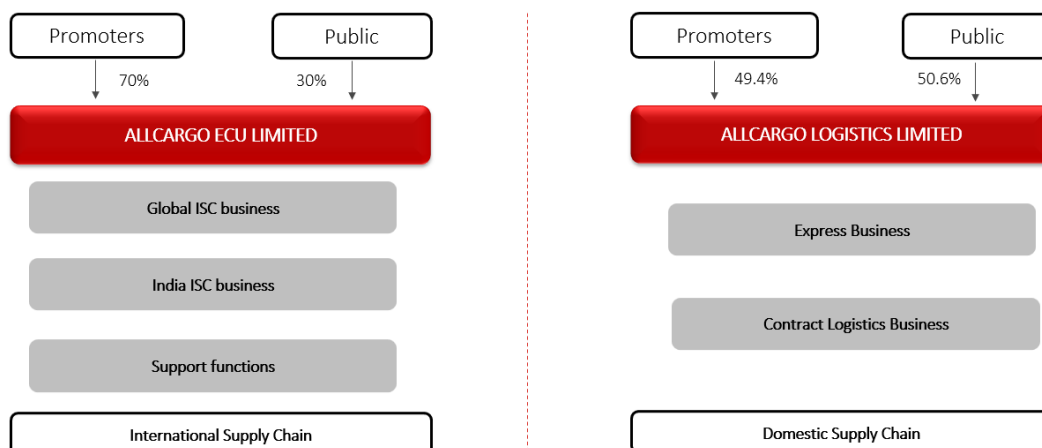 Promoters
Public
70%
30%
ALLCARGO ECU LIMITED
Global ISC business
India ISC business
Support functions
International Supply Chain
Promoters
Public
49.4%
50.6%
ALLCARGO LOGISTICS LIMITED
Express Business
Contract Logistics Business
Domestic Supply Chain